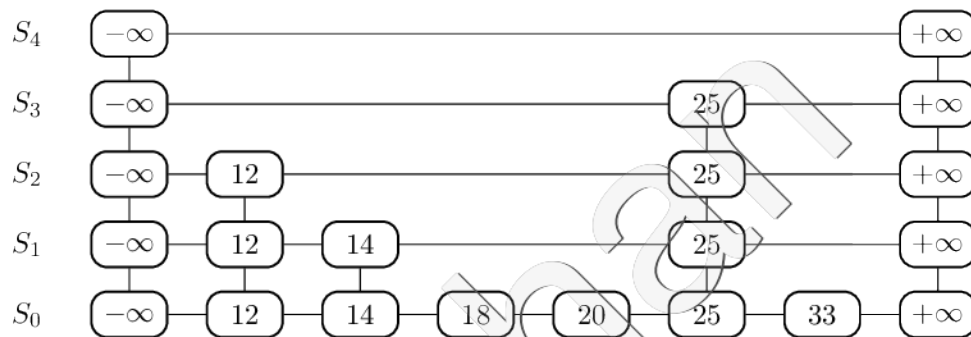 S₄ −∞ +∞
S₃ −∞ 25 +∞
S₂ −∞ 12 25 +∞
S₁ −∞ 12 14 25 +∞
S₀ −∞ 12 14 18 20 25 33 +∞